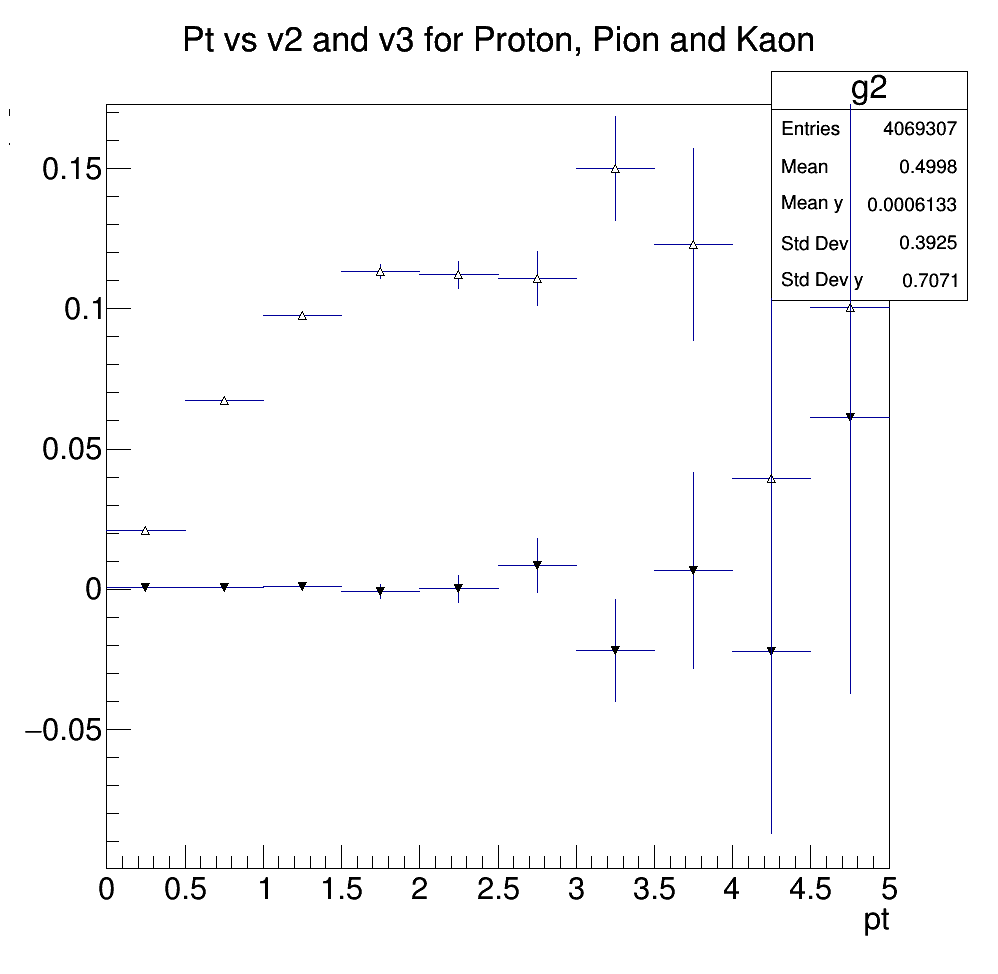 Pt vs v2 and v3 for Proton, Pion and Kaon
g2
Entries 4069307
Mean 0.4998
Mean y 0.0006133
Std Dev 0.3925
Std Dev y 0.7071
0.15
0.1
0.05
0
−0.05
0 0.5 1 1.5 2 2.5 3 3.5 4 4.5 5
pt